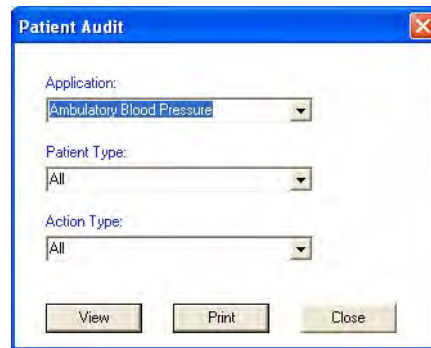 Patient Audit
Application:
Ambulatory Blood Pressure
Patient Type:
All
Action Type:
All
View Print Close